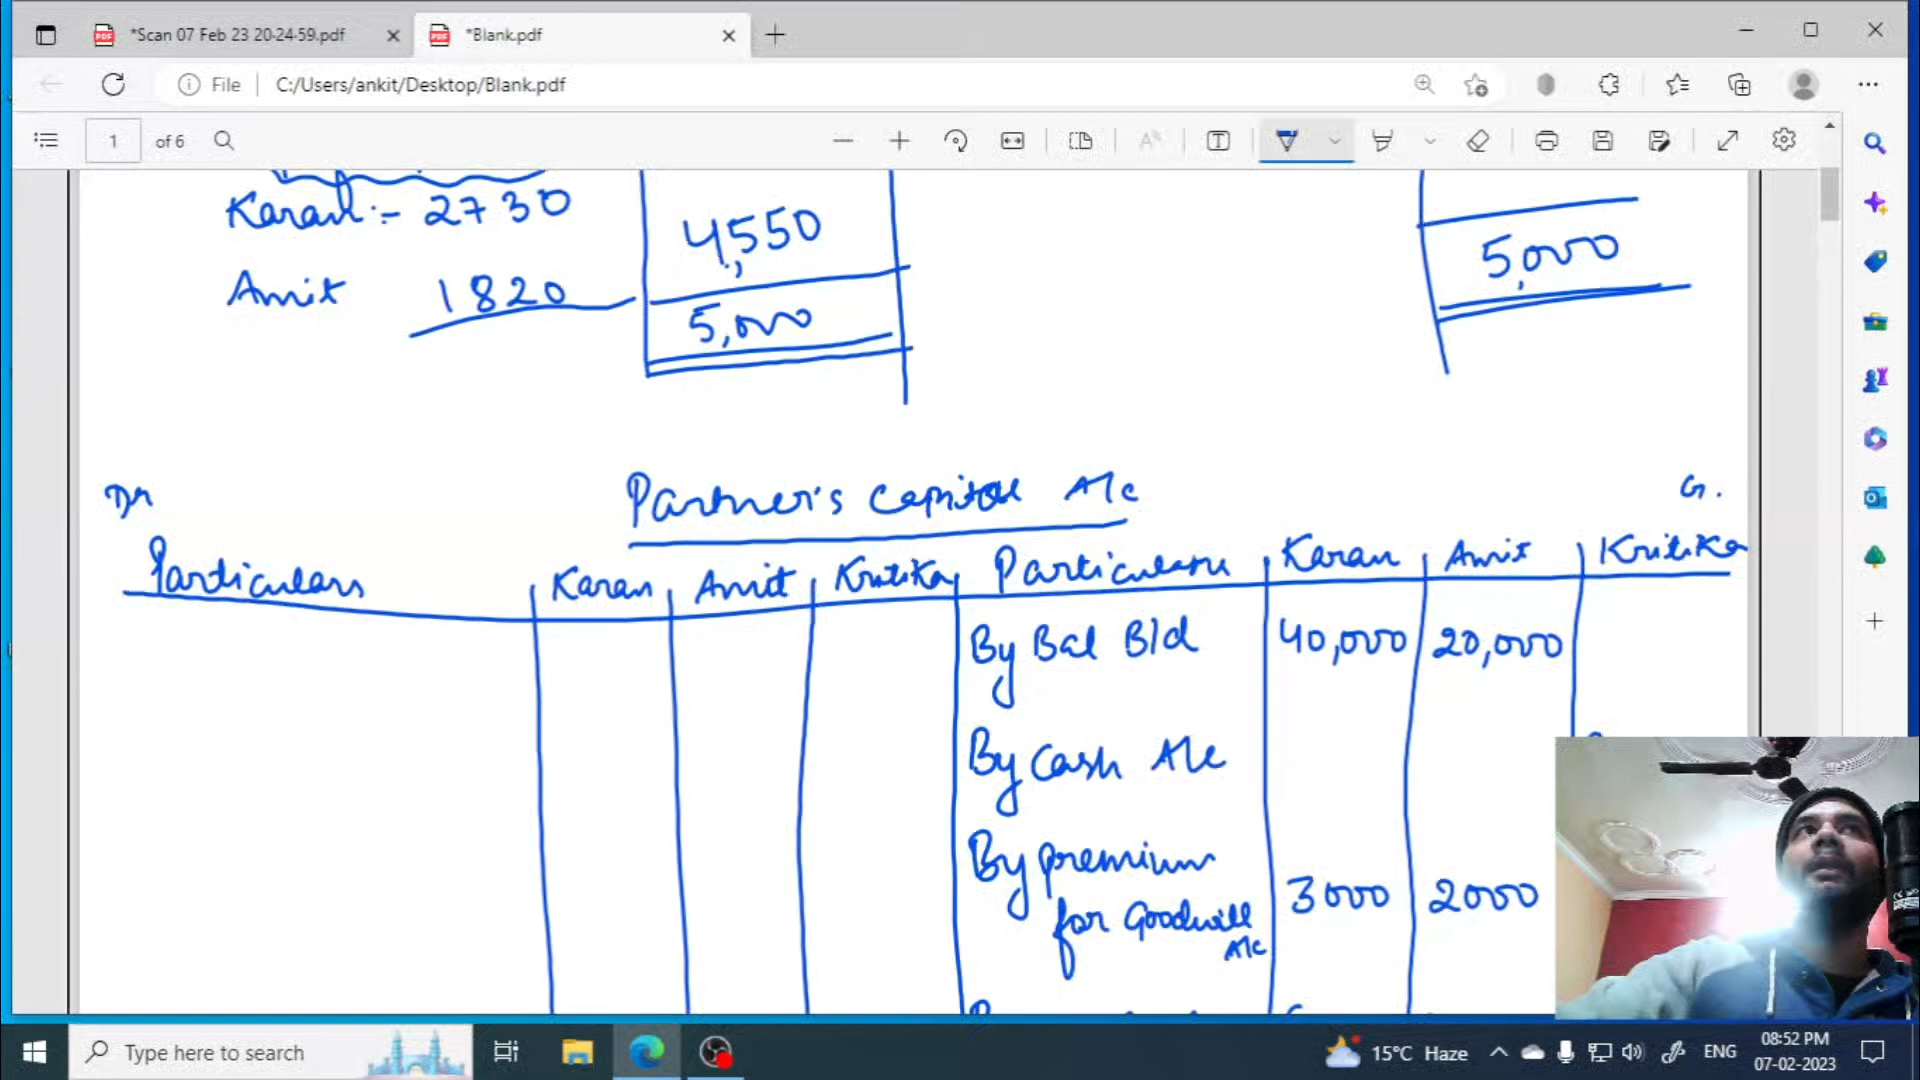 *Scan 07 Feb 23 20-24-59.pdf
*Blank.pdf
File
C:/Users/ankit/Desktop/Blank.pdf
1
of 6
Karan :- 2730
4,550
5,000
Amit 1820
5,000
Dr
Partner's Capital A/c
Cr.
Particulars Karan Amit Kritika Particulars Karan Amit Kritika
By Bal B/d 40,000 20,000
By Cash A/c
By premium
for Goodwill
A/c
3000 2000
Type here to search
15°C Haze
ENG
08:52 PM
07-02-2023